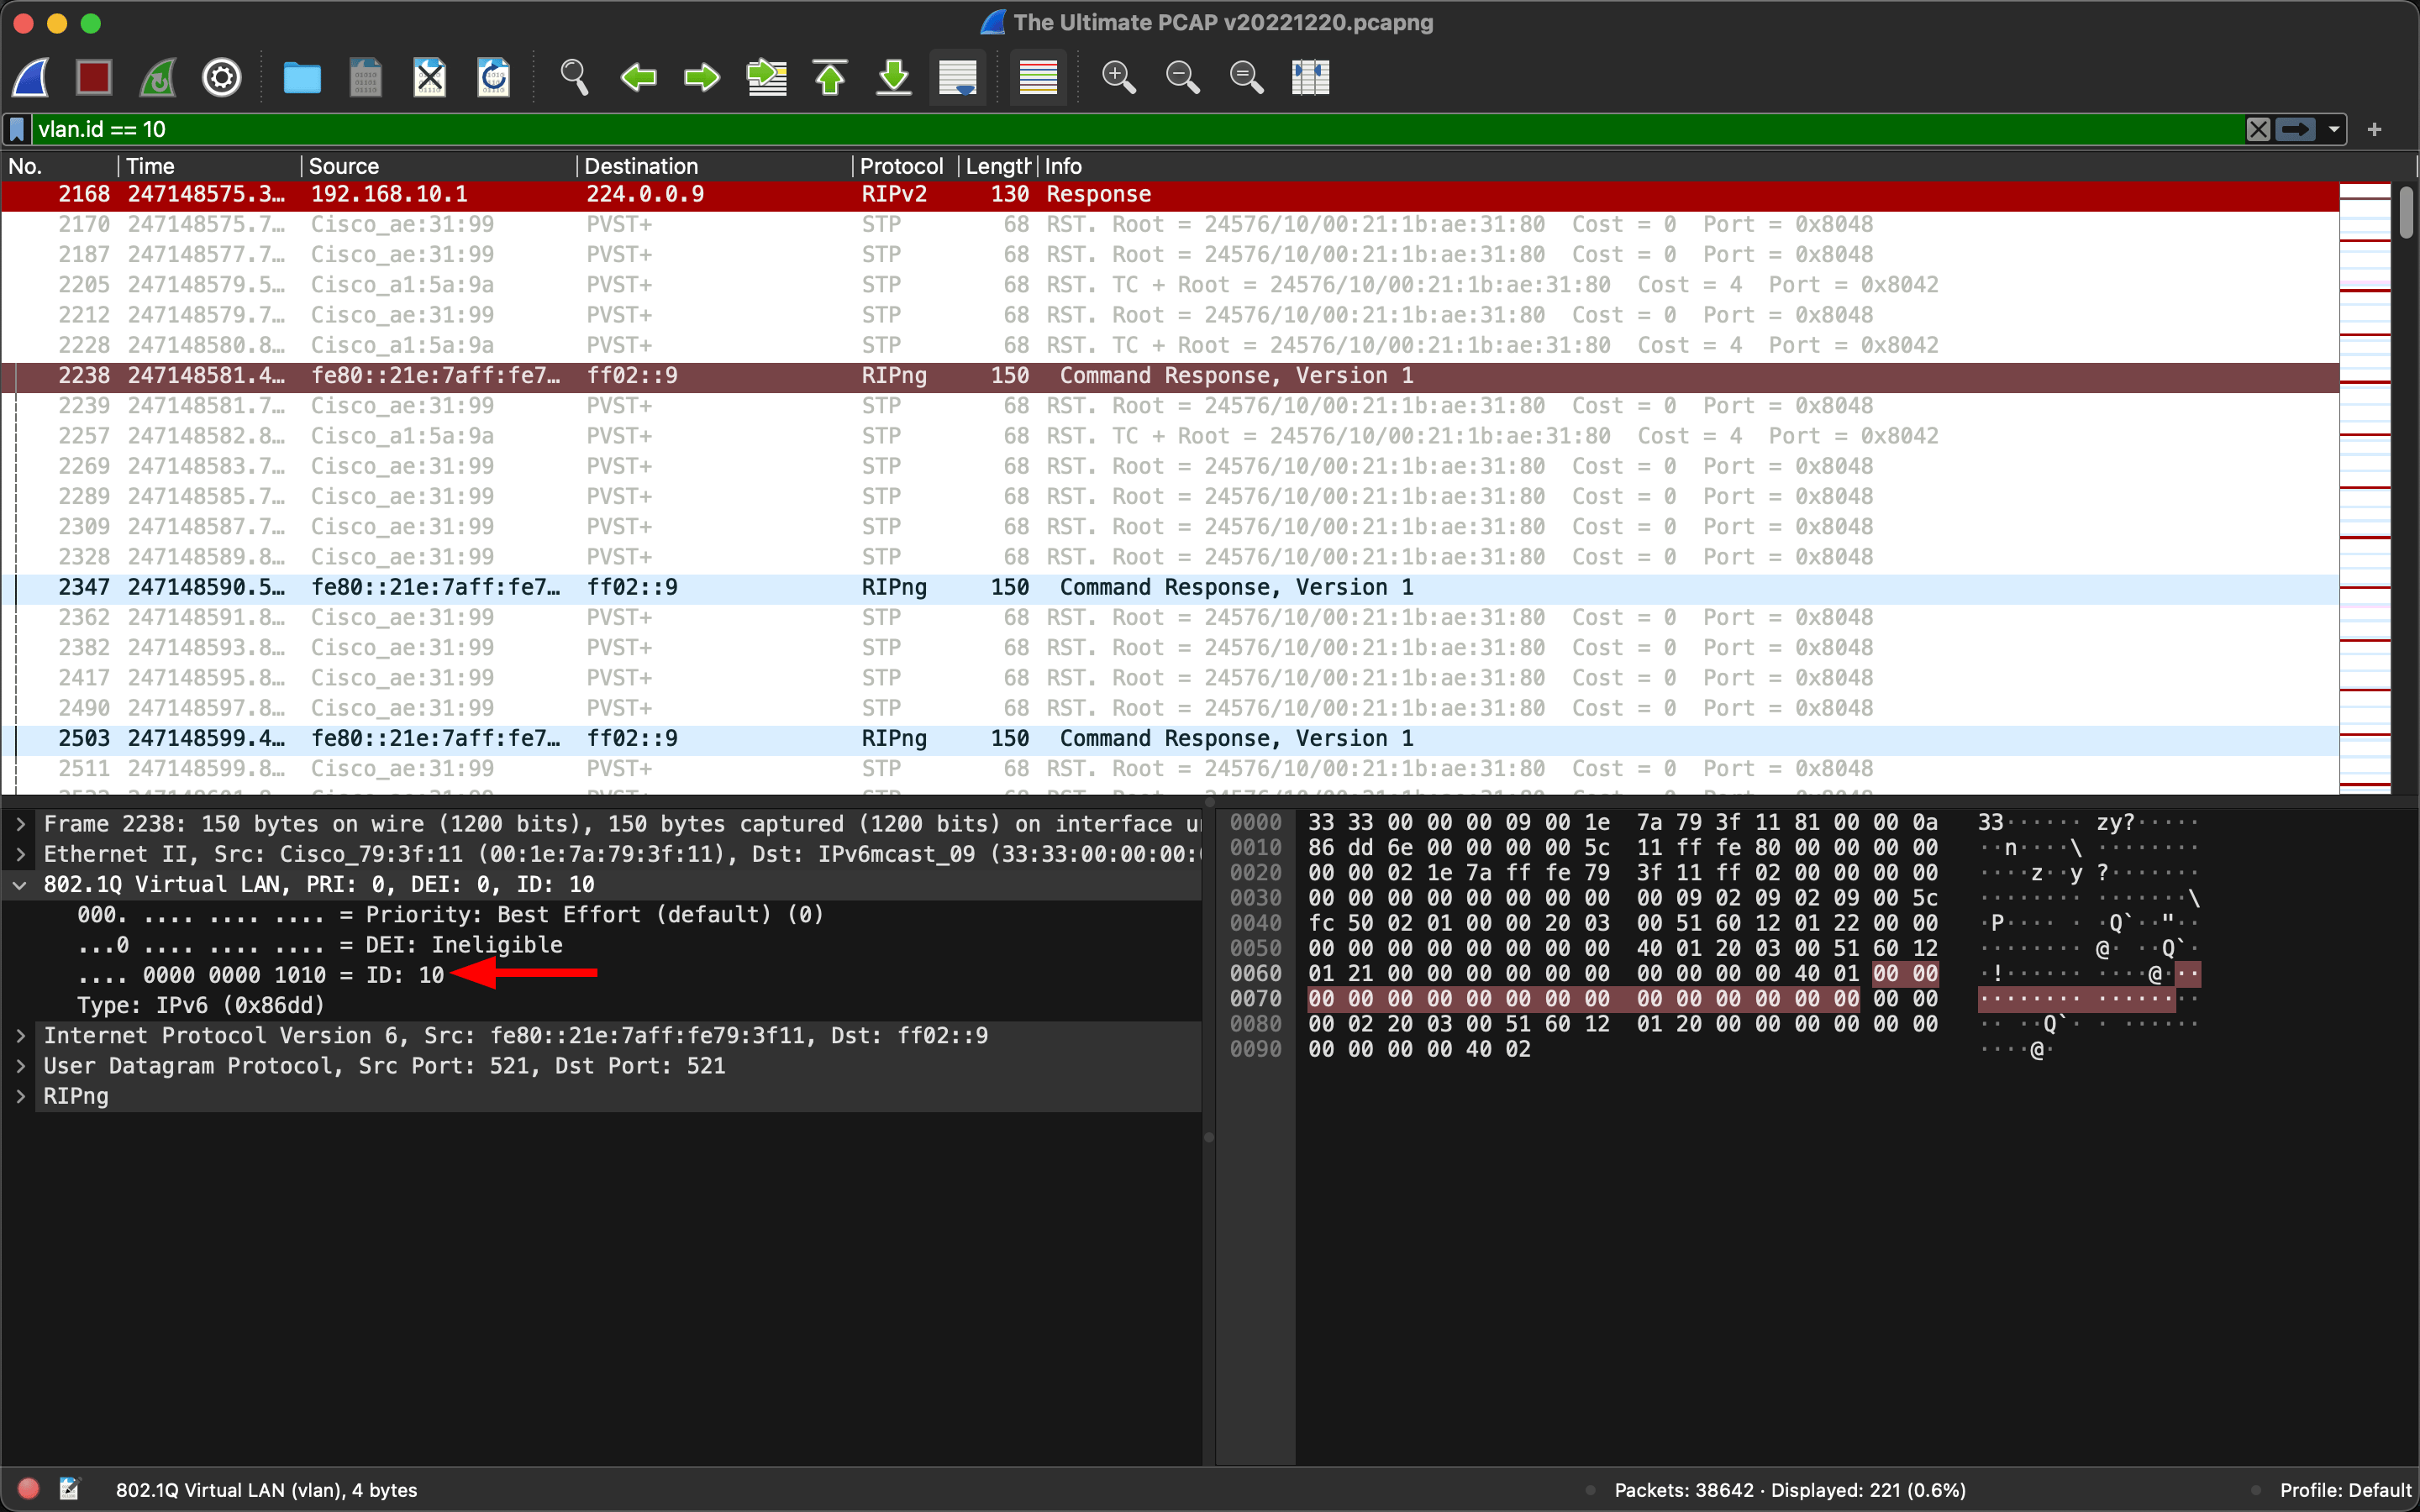 The Ultimate PCAP v20221220.pcapng
vlan.id == 10
No. Time Source Destination Protocol Length Info
2168 247148575.3… 192.168.10.1 224.0.0.9 RIPv2 130 Response
2170 247148575.7… Cisco_ae:31:99 PVST+ STP 68 RST. Root = 24576/10/00:21:1b:ae:31:80 Cost = 0 Port = 0x8048
2187 247148577.7… Cisco_ae:31:99 PVST+ STP 68 RST. Root = 24576/10/00:21:1b:ae:31:80 Cost = 0 Port = 0x8048
2205 247148579.5… Cisco_a1:5a:9a PVST+ STP 68 RST. TC + Root = 24576/10/00:21:1b:ae:31:80 Cost = 4 Port = 0x8042
2212 247148579.7… Cisco_ae:31:99 PVST+ STP 68 RST. Root = 24576/10/00:21:1b:ae:31:80 Cost = 0 Port = 0x8048
2228 247148580.8… Cisco_a1:5a:9a PVST+ STP 68 RST. TC + Root = 24576/10/00:21:1b:ae:31:80 Cost = 4 Port = 0x8042
2238 247148581.4… fe80::21e:7aff:fe7… ff02::9 RIPng 150 Command Response, Version 1
2239 247148581.7… Cisco_ae:31:99 PVST+ STP 68 RST. Root = 24576/10/00:21:1b:ae:31:80 Cost = 0 Port = 0x8048
2257 247148582.8… Cisco_a1:5a:9a PVST+ STP 68 RST. TC + Root = 24576/10/00:21:1b:ae:31:80 Cost = 4 Port = 0x8042
2269 247148583.7… Cisco_ae:31:99 PVST+ STP 68 RST. Root = 24576/10/00:21:1b:ae:31:80 Cost = 0 Port = 0x8048
2289 247148585.7… Cisco_ae:31:99 PVST+ STP 68 RST. Root = 24576/10/00:21:1b:ae:31:80 Cost = 0 Port = 0x8048
2309 247148587.7… Cisco_ae:31:99 PVST+ STP 68 RST. Root = 24576/10/00:21:1b:ae:31:80 Cost = 0 Port = 0x8048
2328 247148589.8… Cisco_ae:31:99 PVST+ STP 68 RST. Root = 24576/10/00:21:1b:ae:31:80 Cost = 0 Port = 0x8048
2347 247148590.5… fe80::21e:7aff:fe7… ff02::9 RIPng 150 Command Response, Version 1
2362 247148591.8… Cisco_ae:31:99 PVST+ STP 68 RST. Root = 24576/10/00:21:1b:ae:31:80 Cost = 0 Port = 0x8048
2382 247148593.8… Cisco_ae:31:99 PVST+ STP 68 RST. Root = 24576/10/00:21:1b:ae:31:80 Cost = 0 Port = 0x8048
2417 247148595.8… Cisco_ae:31:99 PVST+ STP 68 RST. Root = 24576/10/00:21:1b:ae:31:80 Cost = 0 Port = 0x8048
2490 247148597.8… Cisco_ae:31:99 PVST+ STP 68 RST. Root = 24576/10/00:21:1b:ae:31:80 Cost = 0 Port = 0x8048
2503 247148599.4… fe80::21e:7aff:fe7… ff02::9 RIPng 150 Command Response, Version 1
2511 247148599.8… Cisco_ae:31:99 PVST+ STP 68 RST. Root = 24576/10/00:21:1b:ae:31:80 Cost = 0 Port = 0x8048
Frame 2238: 150 bytes on wire (1200 bits), 150 bytes captured (1200 bits) on interface
Ethernet II, Src: Cisco_79:3f:11 (00:1e:7a:79:3f:11), Dst: IPv6mcast_09 (33:33:00:00:00:
802.1Q Virtual LAN, PRI: 0, DEI: 0, ID: 10
000. .... .... .... = Priority: Best Effort (default) (0)
...0 .... .... .... = DEI: Ineligible
.... 0000 0000 1010 = ID: 10
Type: IPv6 (0x86dd)
Internet Protocol Version 6, Src: fe80::21e:7aff:fe79:3f11, Dst: ff02::9
User Datagram Protocol, Src Port: 521, Dst Port: 521
RIPng
0000 33 33 00 00 00 09 00 1e 7a 79 3f 11 81 00 00 0a 33······ zy?·····
0010 86 dd 6e 00 00 00 00 5c 11 ff fe 80 00 00 00 00 ··n····\ ········
0020 00 00 02 1e 7a ff fe 79 3f 11 ff 02 00 00 00 00 ····z··y ?·······
0030 00 00 00 00 00 00 00 00 00 09 02 09 02 09 00 5c ········ ·······\
0040 fc 50 02 01 00 00 20 03 00 51 60 12 01 22 00 00 ·P···· · ·Q`··"··
0050 00 00 00 00 00 00 00 00 40 01 20 03 00 51 60 12 ········ @· ··Q`·
0060 01 21 00 00 00 00 00 00 00 00 00 00 40 01 00 00 ·!······ ····@···
0070 00 00 00 00 00 00 00 00 00 00 00 00 00 00 00 00 ········ ········
0080 00 02 20 03 00 51 60 12 01 20 00 00 00 00 00 00 ·· ··Q`· · ······
0090 00 00 00 00 40 02 ····@·
802.1Q Virtual LAN (vlan), 4 bytes
Packets: 38642 · Displayed: 221 (0.6%)
Profile: Default